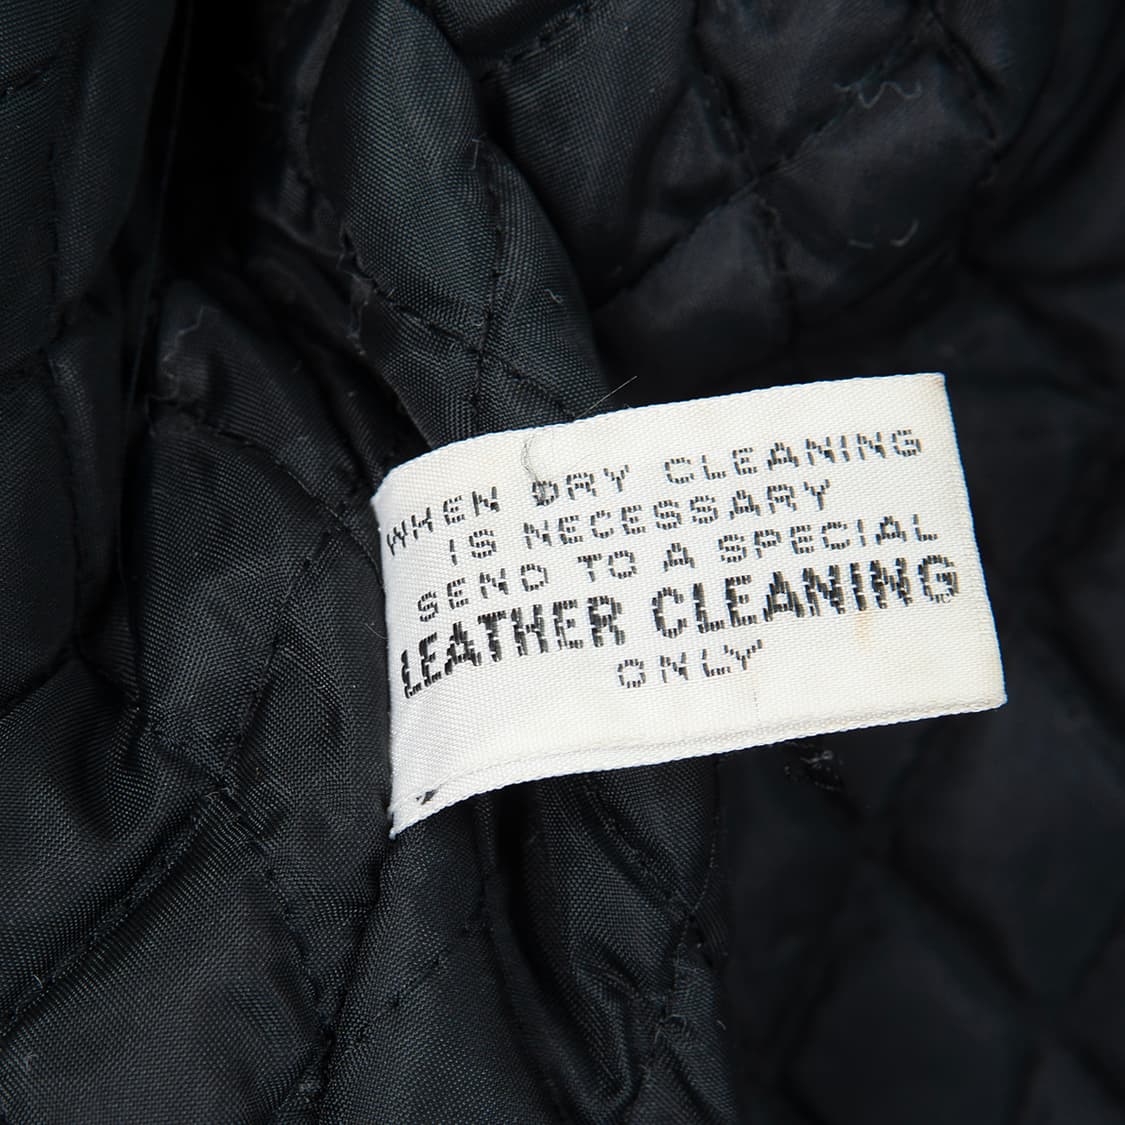 WHEN DRY CLEANING
IS NECESSARY
SEND TO A SPECIAL
LEATHER CLEANING
ONLY